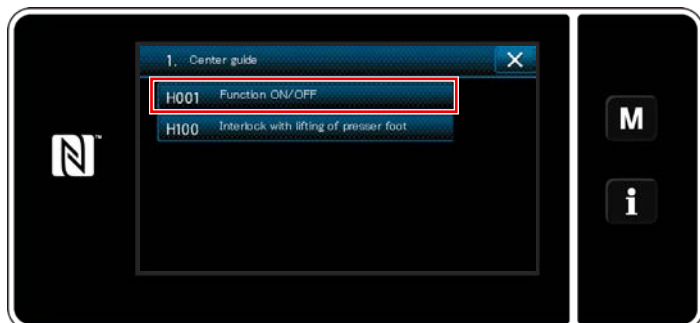 1. Center guide
H001 Function ON/OFF
H100 Interlock with lifting of presser foot
M
i